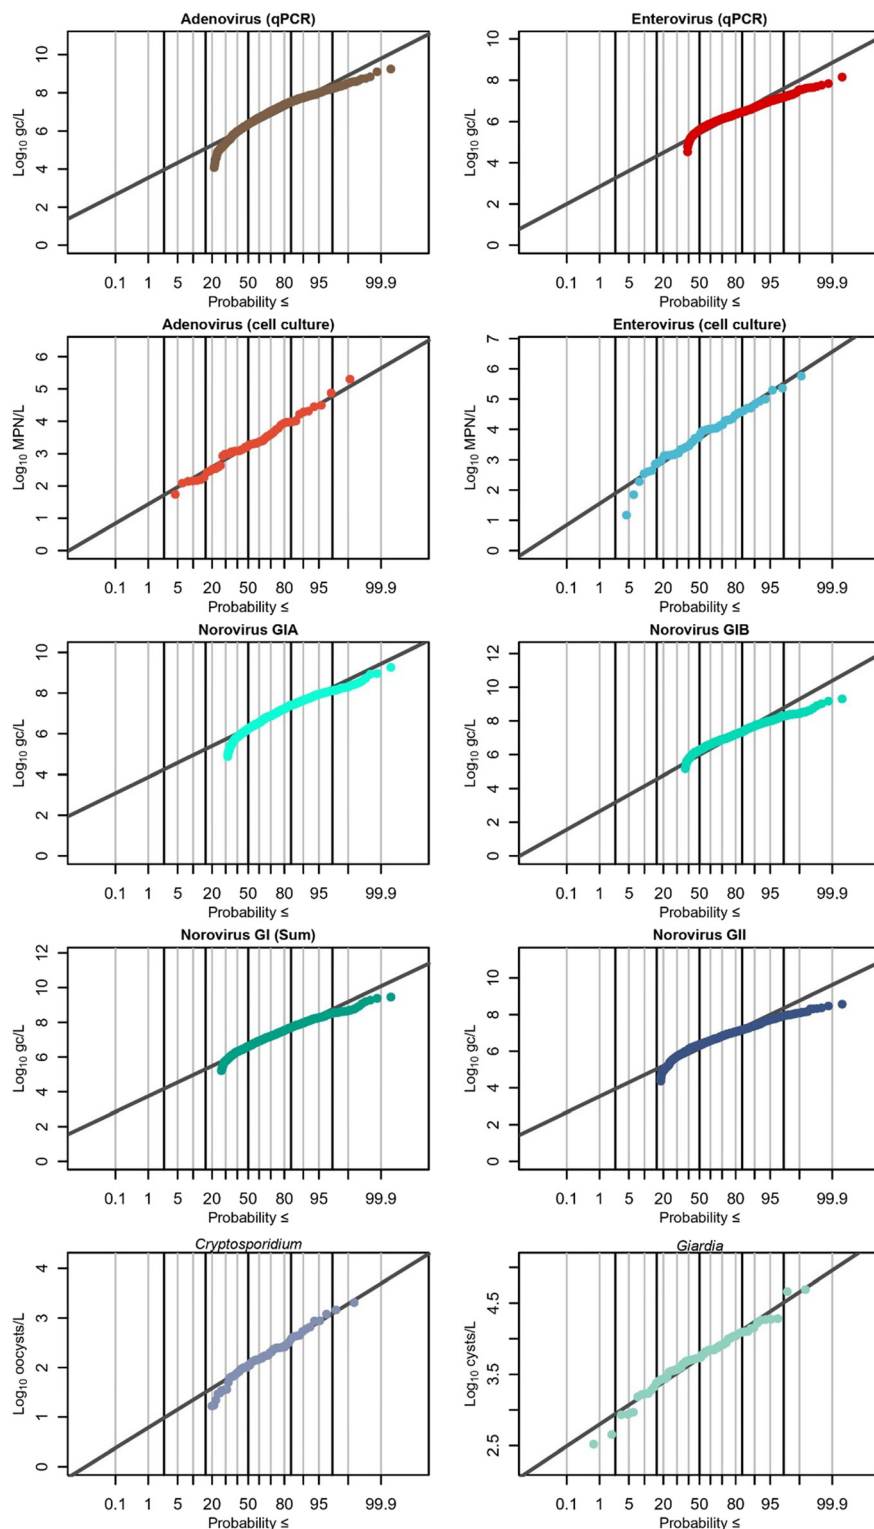 Adenovirus (qPCR)
Log10 gc/L
0 2 4 6 8 10
0.1 1 5 20 50 80 95 99.9
Probability ≤
Enterovirus (qPCR)
Log10 gc/L
0 2 4 6 8 10
0.1 1 5 20 50 80 95 99.9
Probability ≤
Adenovirus (cell culture)
Log10 MPN/L
0 1 2 3 4 5 6
0.1 1 5 20 50 80 95 99.9
Probability ≤
Enterovirus (cell culture)
Log10 MPN/L
0 1 2 3 4 5 6 7
0.1 1 5 20 50 80 95 99.9
Probability ≤
Norovirus GIA
Log10 gc/L
0 2 4 6 8 10
0.1 1 5 20 50 80 95 99.9
Probability ≤
Norovirus GIB
Log10 gc/L
0 2 4 6 8 10 12
0.1 1 5 20 50 80 95 99.9
Probability ≤
Norovirus GI (Sum)
Log10 gc/L
0 2 4 6 8 10 12
0.1 1 5 20 50 80 95 99.9
Probability ≤
Norovirus GII
Log10 gc/L
0 2 4 6 8 10
0.1 1 5 20 50 80 95 99.9
Probability ≤
Cryptosporidium
Log10 oocysts/L
0 1 2 3 4
0.1 1 5 20 50 80 95 99.9
Probability ≤
Giardia
Log10 cysts/L
2.5 3.5 4.5
0.1 1 5 20 50 80 95 99.9
Probability ≤